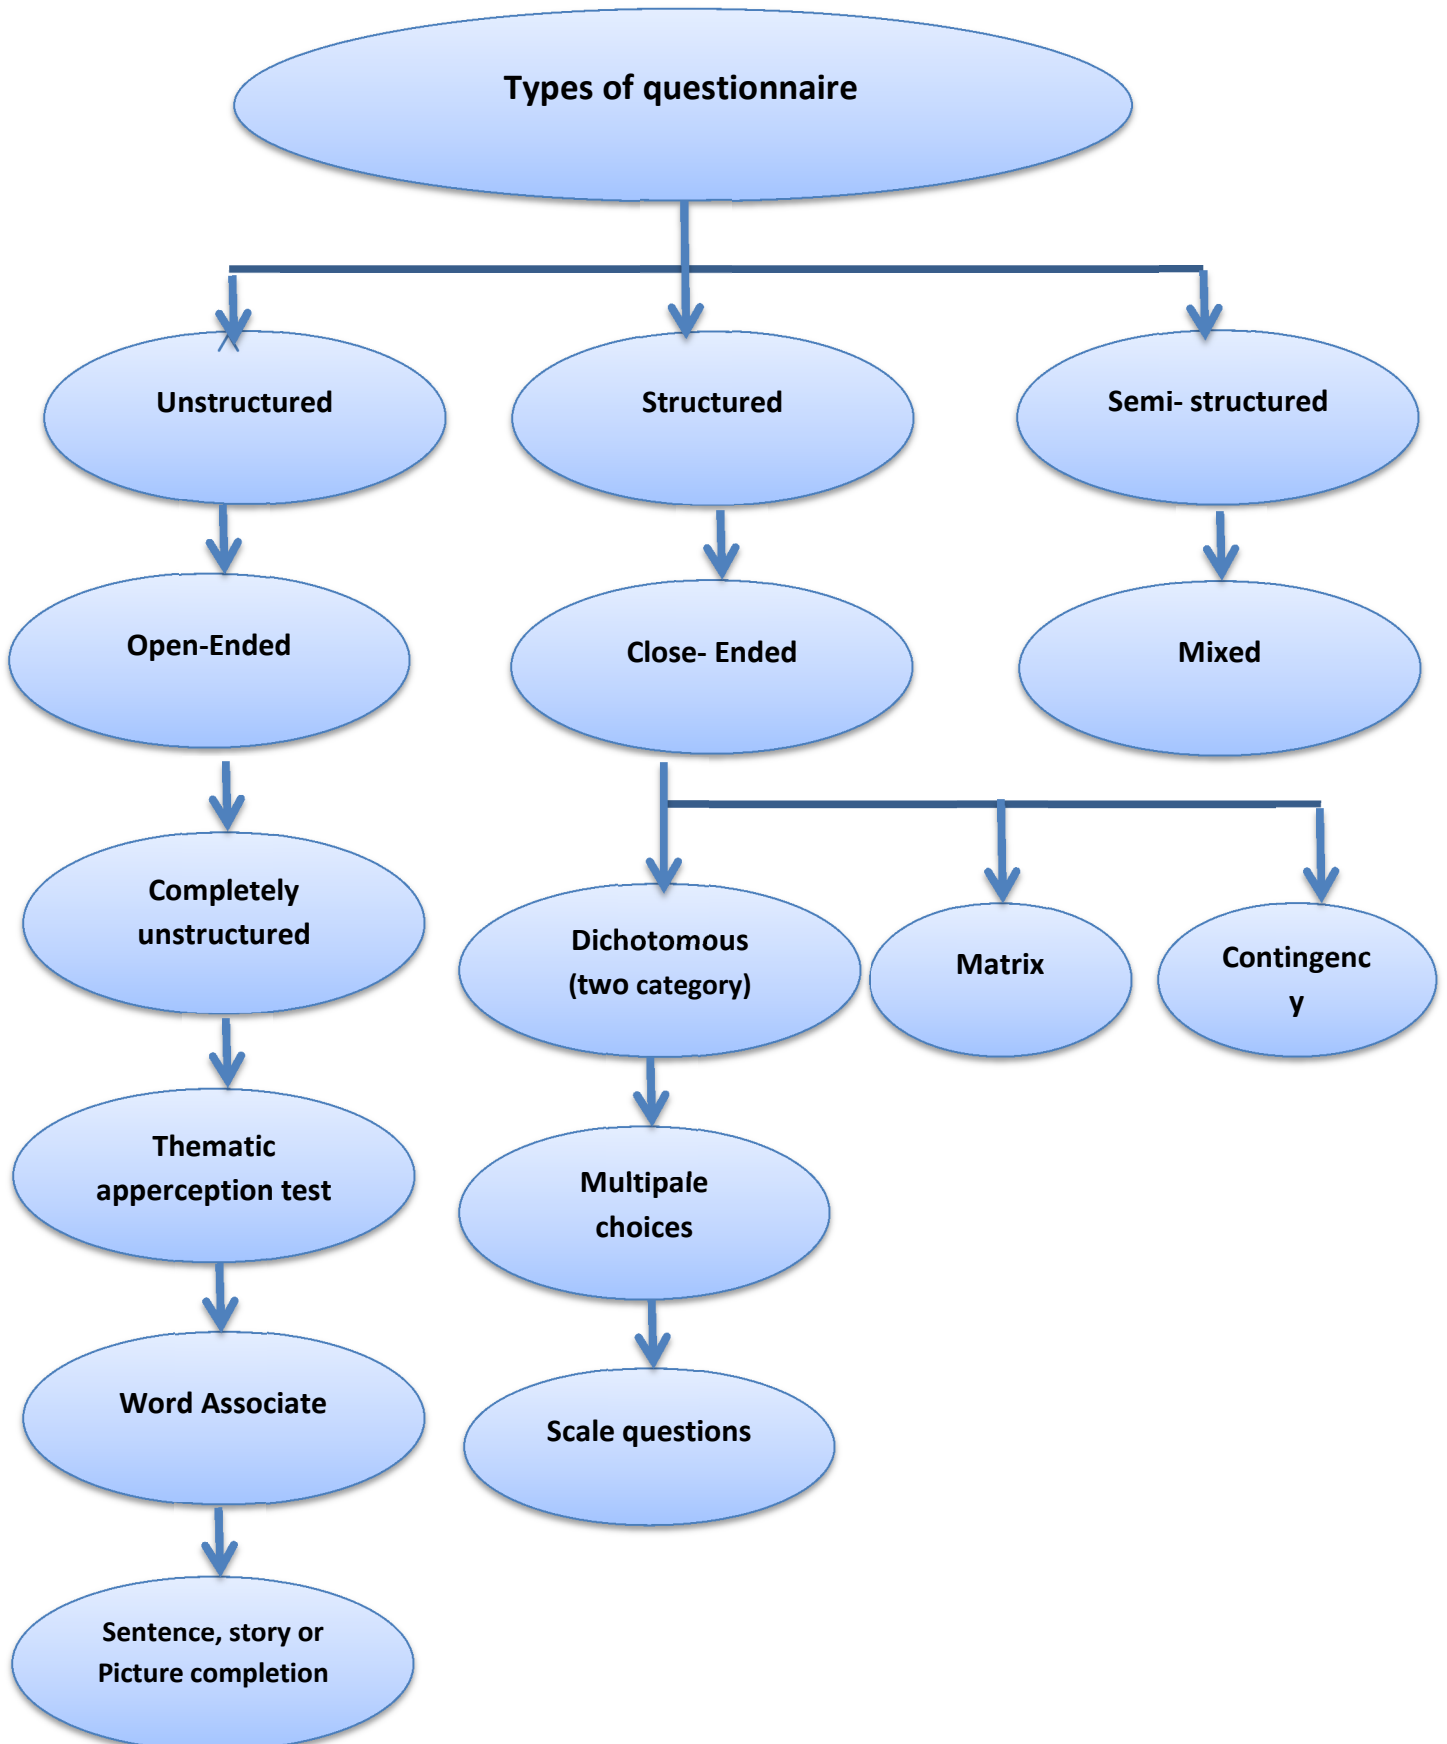 Types of questionnaire
Unstructured
Structured
Semi- structured
Open-Ended
Close- Ended
Mixed
Completely
unstructured
Dichotomous
(two category)
Matrix
Contingenc
y
Thematic
apperception test
Multipale
choices
Word Associate
Scale questions
Sentence, story or
Picture completion